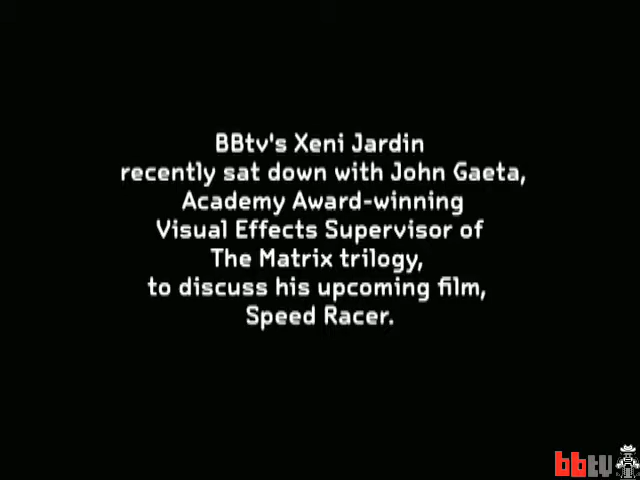 BBtv's Xeni Jardin
recently sat down with John Gaeta,
Academy Award-winning
Visual Effects Supervisor of
The Matrix trilogy,
to discuss his upcoming film,
Speed Racer.
bbtv